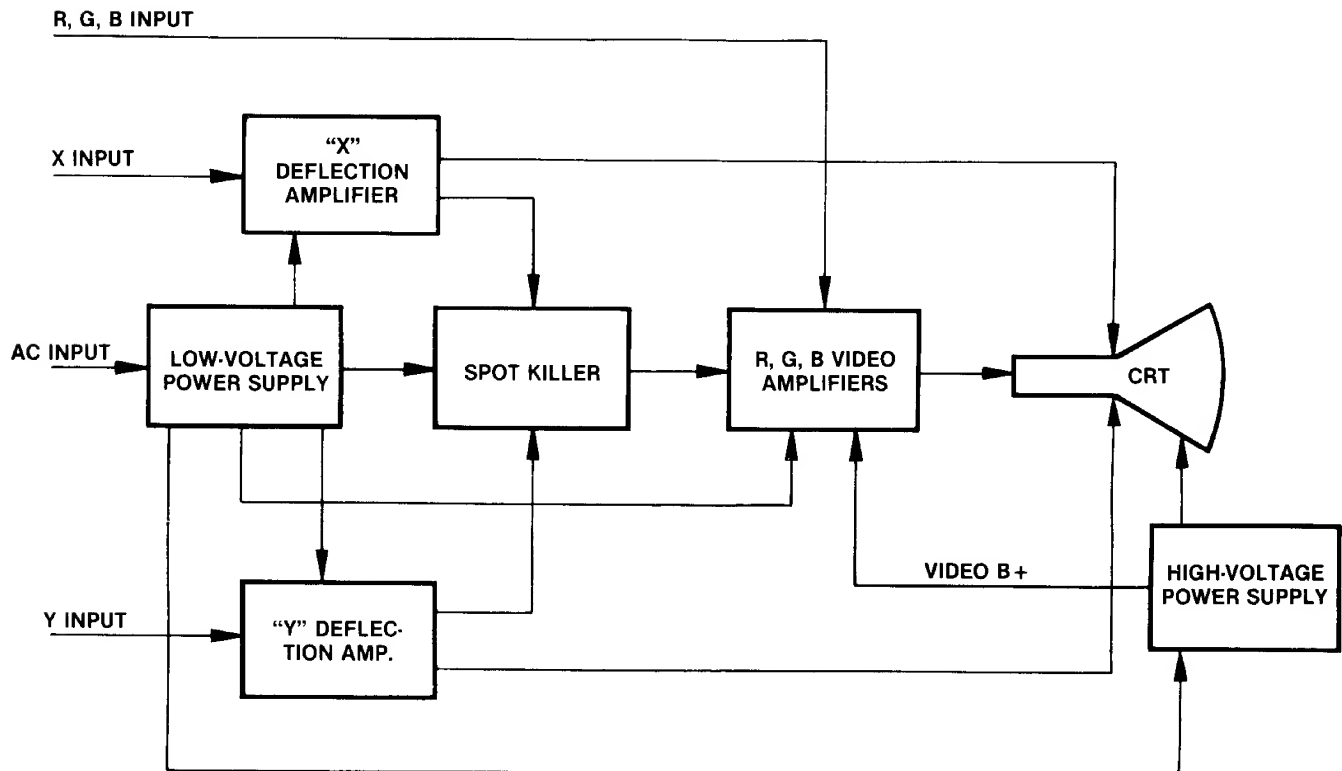 R, G, B INPUT
X INPUT
“X”
DEFLECTION
AMPLIFIER
AC INPUT
LOW-VOLTAGE
POWER SUPPLY
SPOT KILLER
R, G, B VIDEO
AMPLIFIERS
CRT
Y INPUT
“Y” DEFLEC-
TION AMP.
VIDEO B+
HIGH-VOLTAGE
POWER SUPPLY